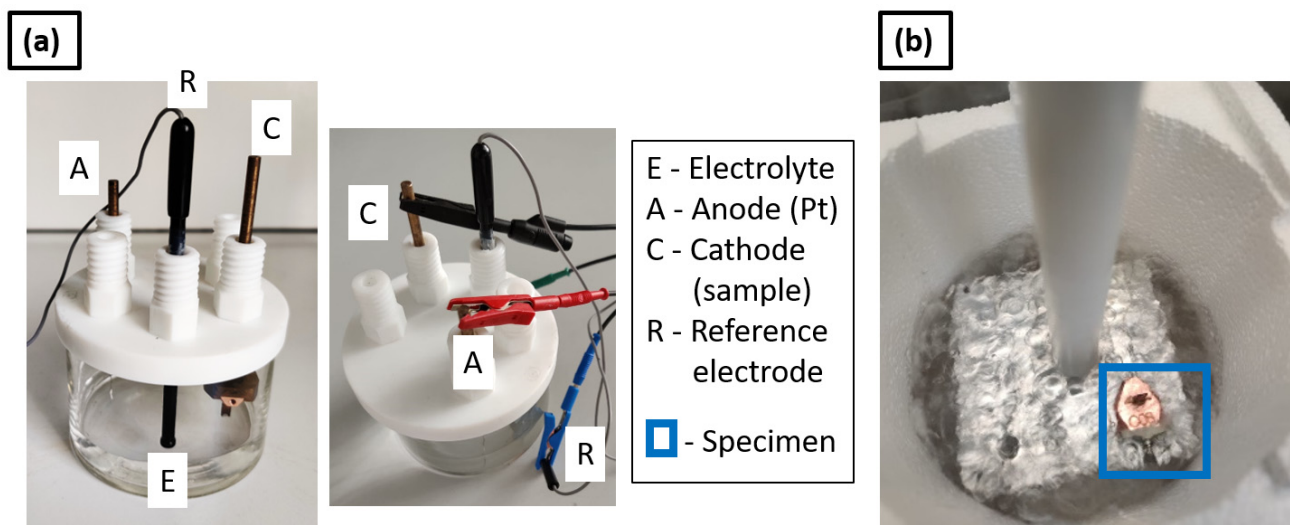 (a)
R
C
A
E
C
A
R
E - Electrolyte
A - Anode (Pt)
C - Cathode
(sample)
R - Reference
electrode
- Specimen
(b)